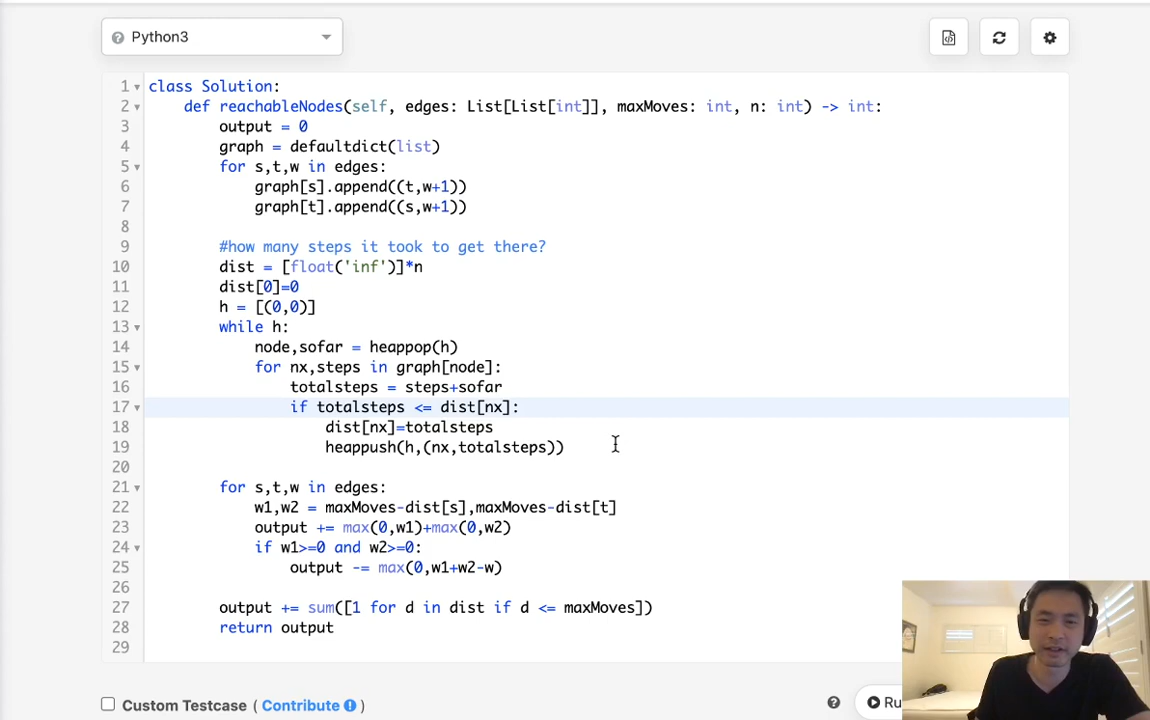 Python3
1 class Solution:
2 def reachableNodes(self, edges: List[List[int]], maxMoves: int, n: int) -> int:
3 output = 0
4 graph = defaultdict(list)
5 for s,t,w in edges:
6 graph[s].append((t,w+1))
7 graph[t].append((s,w+1))
8
9 #how many steps it took to get there?
10 dist = [float('inf')]*n
11 dist[0]=0
12 h = [(0,0)]
13 while h:
14 node,sofar = heappop(h)
15 for nx,steps in graph[node]:
16 totalsteps = steps+sofar
17 if totalsteps <= dist[nx]:
18 dist[nx]=totalsteps
19 heappush(h,(nx,totalsteps))
20
21 for s,t,w in edges:
22 w1,w2 = maxMoves-dist[s],maxMoves-dist[t]
23 output += max(0,w1)+max(0,w2)
24 if w1>=0 and w2>=0:
25 output -= max(0,w1+w2-w)
26
27 output += sum([1 for d in dist if d <= maxMoves])
28 return output
29
Custom Testcase ( Contribute ) ? Ru